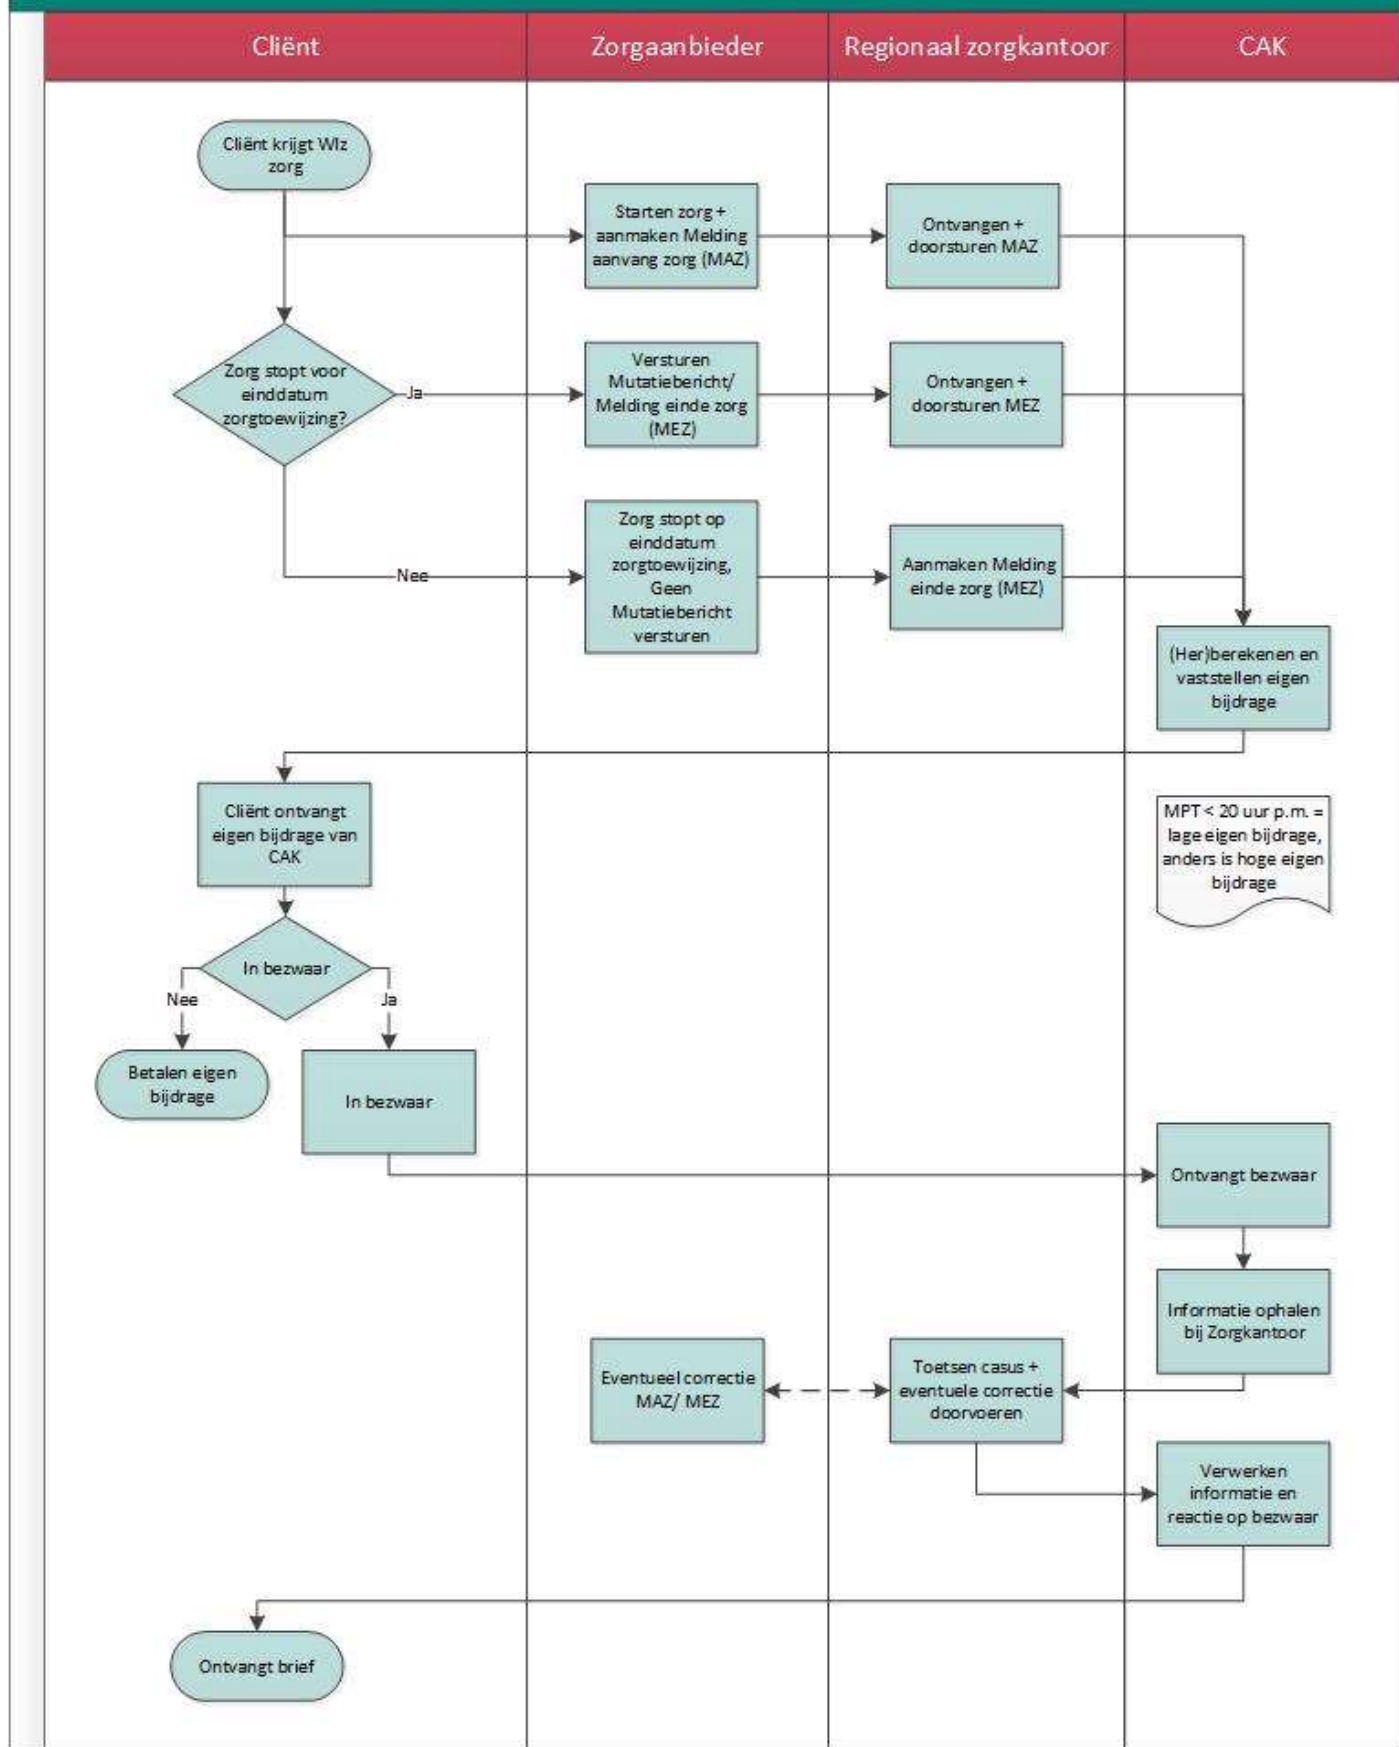 Cliënt
Zorgaanbieder
Regionaal zorgkantoor
CAK
Cliënt krijgt Wlz
zorg
Starten zorg +
aanmaken Melding
aanvang zorg (MAZ)
Ontvangen +
doorsturen MAZ
Zorg stopt voor
einddatum
zorgtoewijzing?
Ja
Versturen
Mutatiebericht/
Melding einde zorg
(MEZ)
Ontvangen +
doorsturen MEZ
Nee
Zorg stopt op
einddatum
zorgtoewijzing,
Geen
Mutatiebericht
versturen
Aanmaken Melding
einde zorg (MEZ)
(Her)berekenen en
vaststellen eigen
bijdrage
Cliënt ontvangt
eigen bijdrage van
CAK
MPT < 20 uur p.m. =
lage eigen bijdrage,
anders is hoge eigen
bijdrage
In bezwaar
Nee
Ja
Betalen eigen
bijdrage
In bezwaar
Ontvangt bezwaar
Informatie ophalen
bij Zorgkantoor
Eventueel correctie
MAZ/ MEZ
Toetsen casus +
eventuele correctie
doorvoeren
Verwerken
informatie en
reactie op bezwaar
Ontvangt brief